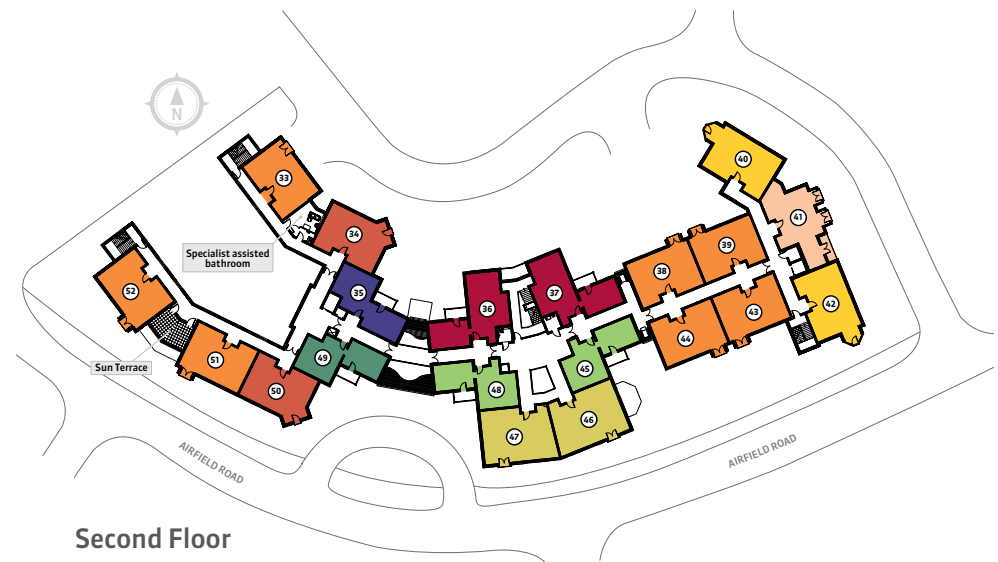 N
40
33
41
34
39
Specialist assisted
bathroom
38
52
35
37
42
36
43
44
49
51
45
Sun Terrace
50
48
46
47
AIRFIELD ROAD
AIRFIELD ROAD
Second Floor